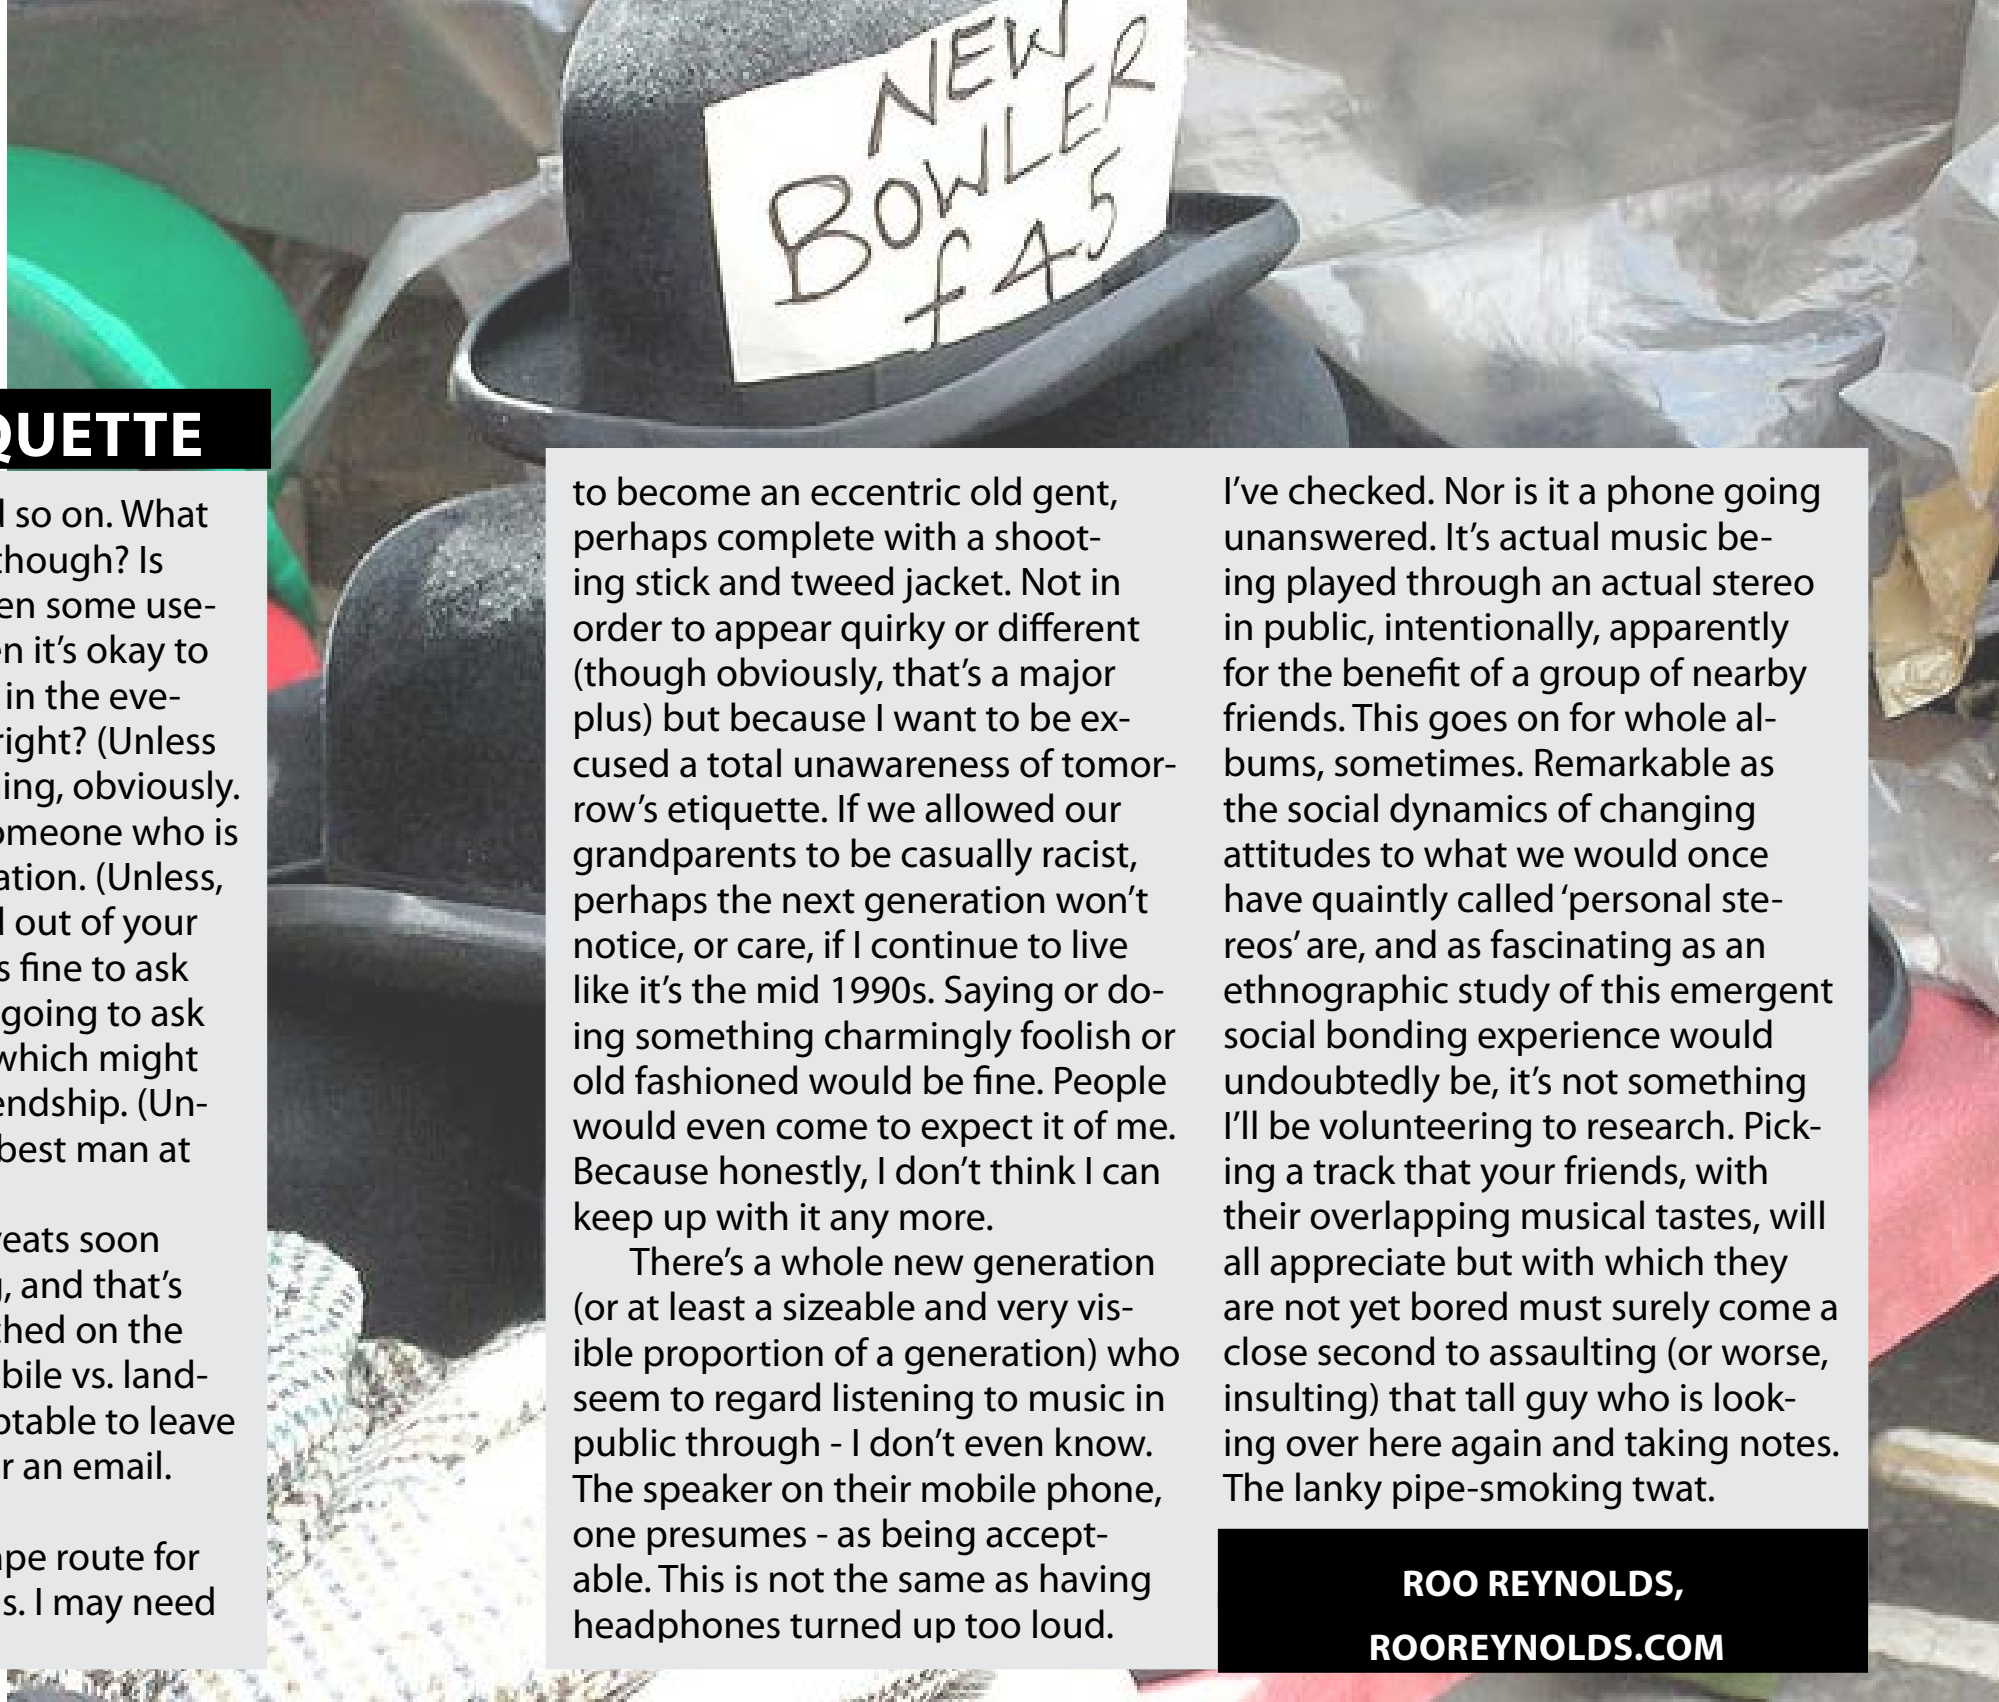 NEW
BOWLER
£45
QUETTE
d so on. What
though? Is
en some use-
en it's okay to
in the eve-
right? (Unless
ing, obviously.
omeone who is
ation. (Unless,
d out of your
s fine to ask
going to ask
which might
endship. (Un-
best man at
eats soon
, and that's
ched on the
bile vs. land-
ptable to leave
r an email.
ape route for
s. I may need
to become an eccentric old gent,
perhaps complete with a shoot-
ing stick and tweed jacket. Not in
order to appear quirky or different
(though obviously, that's a major
plus) but because I want to be ex-
cused a total unawareness of tomor-
row's etiquette. If we allowed our
grandparents to be casually racist,
perhaps the next generation won't
notice, or care, if I continue to live
like it's the mid 1990s. Saying or do-
ing something charmingly foolish or
old fashioned would be fine. People
would even come to expect it of me.
Because honestly, I don't think I can
keep up with it any more.
There's a whole new generation
(or at least a sizeable and very vis-
ible proportion of a generation) who
seem to regard listening to music in
public through - I don't even know.
The speaker on their mobile phone,
one presumes - as being accept-
able. This is not the same as having
headphones turned up too loud.
I've checked. Nor is it a phone going
unanswered. It's actual music be-
ing played through an actual stereo
in public, intentionally, apparently
for the benefit of a group of nearby
friends. This goes on for whole al-
bums, sometimes. Remarkable as
the social dynamics of changing
attitudes to what we would once
have quaintly called 'personal ste-
reos' are, and as fascinating as an
ethnographic study of this emergent
social bonding experience would
undoubtedly be, it's not something
I'll be volunteering to research. Pick-
ing a track that your friends, with
their overlapping musical tastes, will
all appreciate but with which they
are not yet bored must surely come a
close second to assaulting (or worse,
insulting) that tall guy who is look-
ing over here again and taking notes.
The lanky pipe-smoking twat.
ROO REYNOLDS,
ROOREYNOLDS.COM